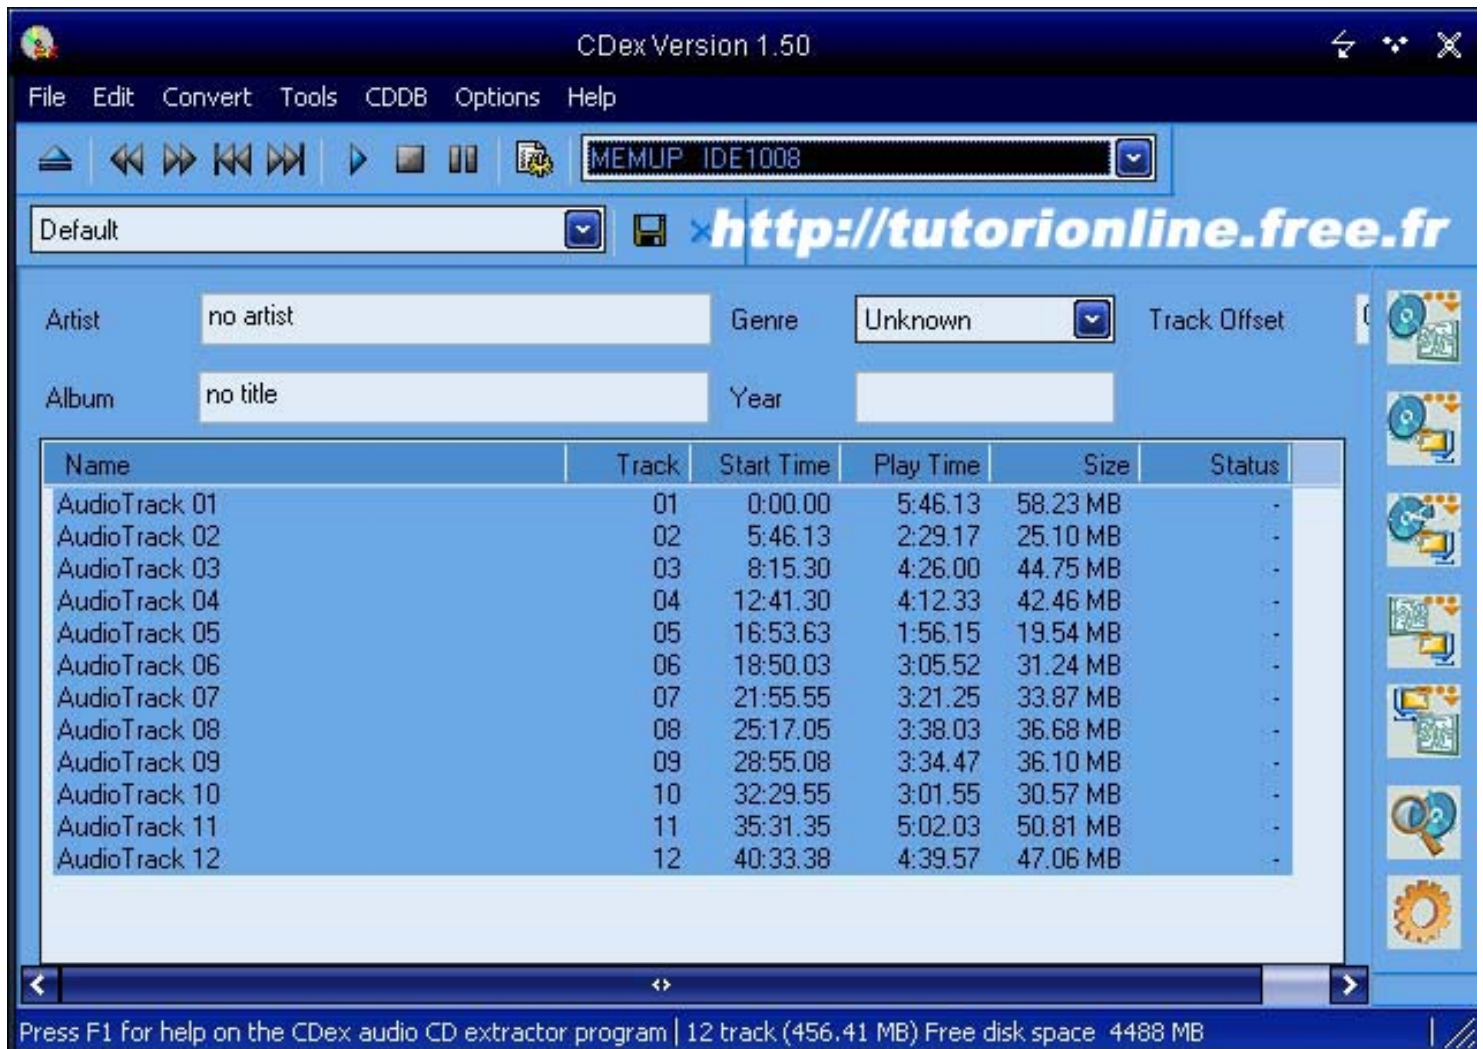 CDex Version 1.50
File Edit Convert Tools CDDB Options Help
MEMUP IDE1008
Default
http://tutorionline.free.fr
Artist no artist Genre Unknown Track Offset
Album no title Year
Name Track Start Time Play Time Size Status
AudioTrack 01 01 0:00.00 5:46.13 58.23 MB -
AudioTrack 02 02 5:46.13 2:29.17 25.10 MB -
AudioTrack 03 03 8:15.30 4:26.00 44.75 MB -
AudioTrack 04 04 12:41.30 4:12.33 42.46 MB -
AudioTrack 05 05 16:53.63 1:56.15 19.54 MB -
AudioTrack 06 06 18:50.03 3:05.52 31.24 MB -
AudioTrack 07 07 21:55.55 3:21.25 33.87 MB -
AudioTrack 08 08 25:17.05 3:38.03 36.68 MB -
AudioTrack 09 09 28:55.08 3:34.47 36.10 MB -
AudioTrack 10 10 32:29.55 3:01.55 30.57 MB -
AudioTrack 11 11 35:31.35 5:02.03 50.81 MB -
AudioTrack 12 12 40:33.38 4:39.57 47.06 MB -
Press F1 for help on the CDex audio CD extractor program | 12 track (456.41 MB) Free disk space 4488 MB